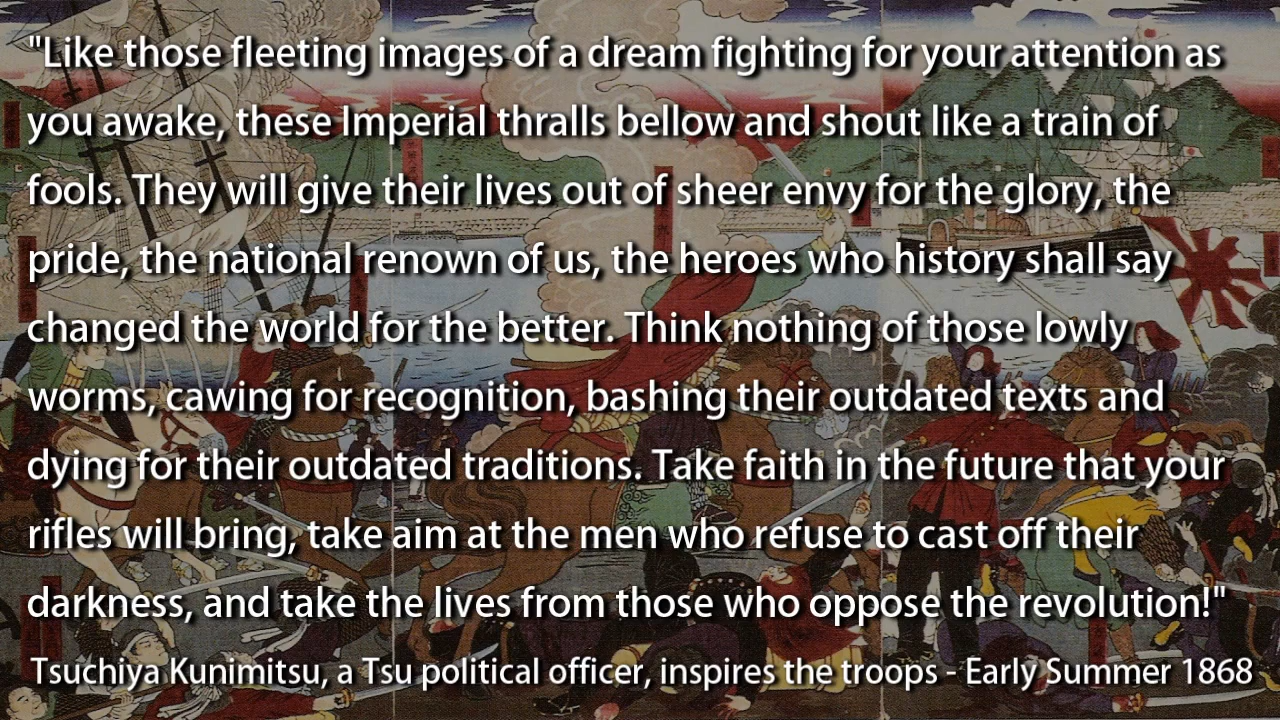 "Like those fleeting images of a dream fighting for your attention as
you awake, these Imperial thralls bellow and shout like a train of
fools. They will give their lives out of sheer envy for the glory, the
pride, the national renown of us, the heroes who history shall say
changed the world for the better. Think nothing of those lowly
worms, cawing for recognition, bashing their outdated texts and
dying for their outdated traditions. Take faith in the future that your
rifles will bring, take aim at the men who refuse to cast off their
darkness, and take the lives from those who oppose the revolution!"
Tsuchiya Kunimitsu, a Tsu political officer, inspires the troops - Early Summer 1868